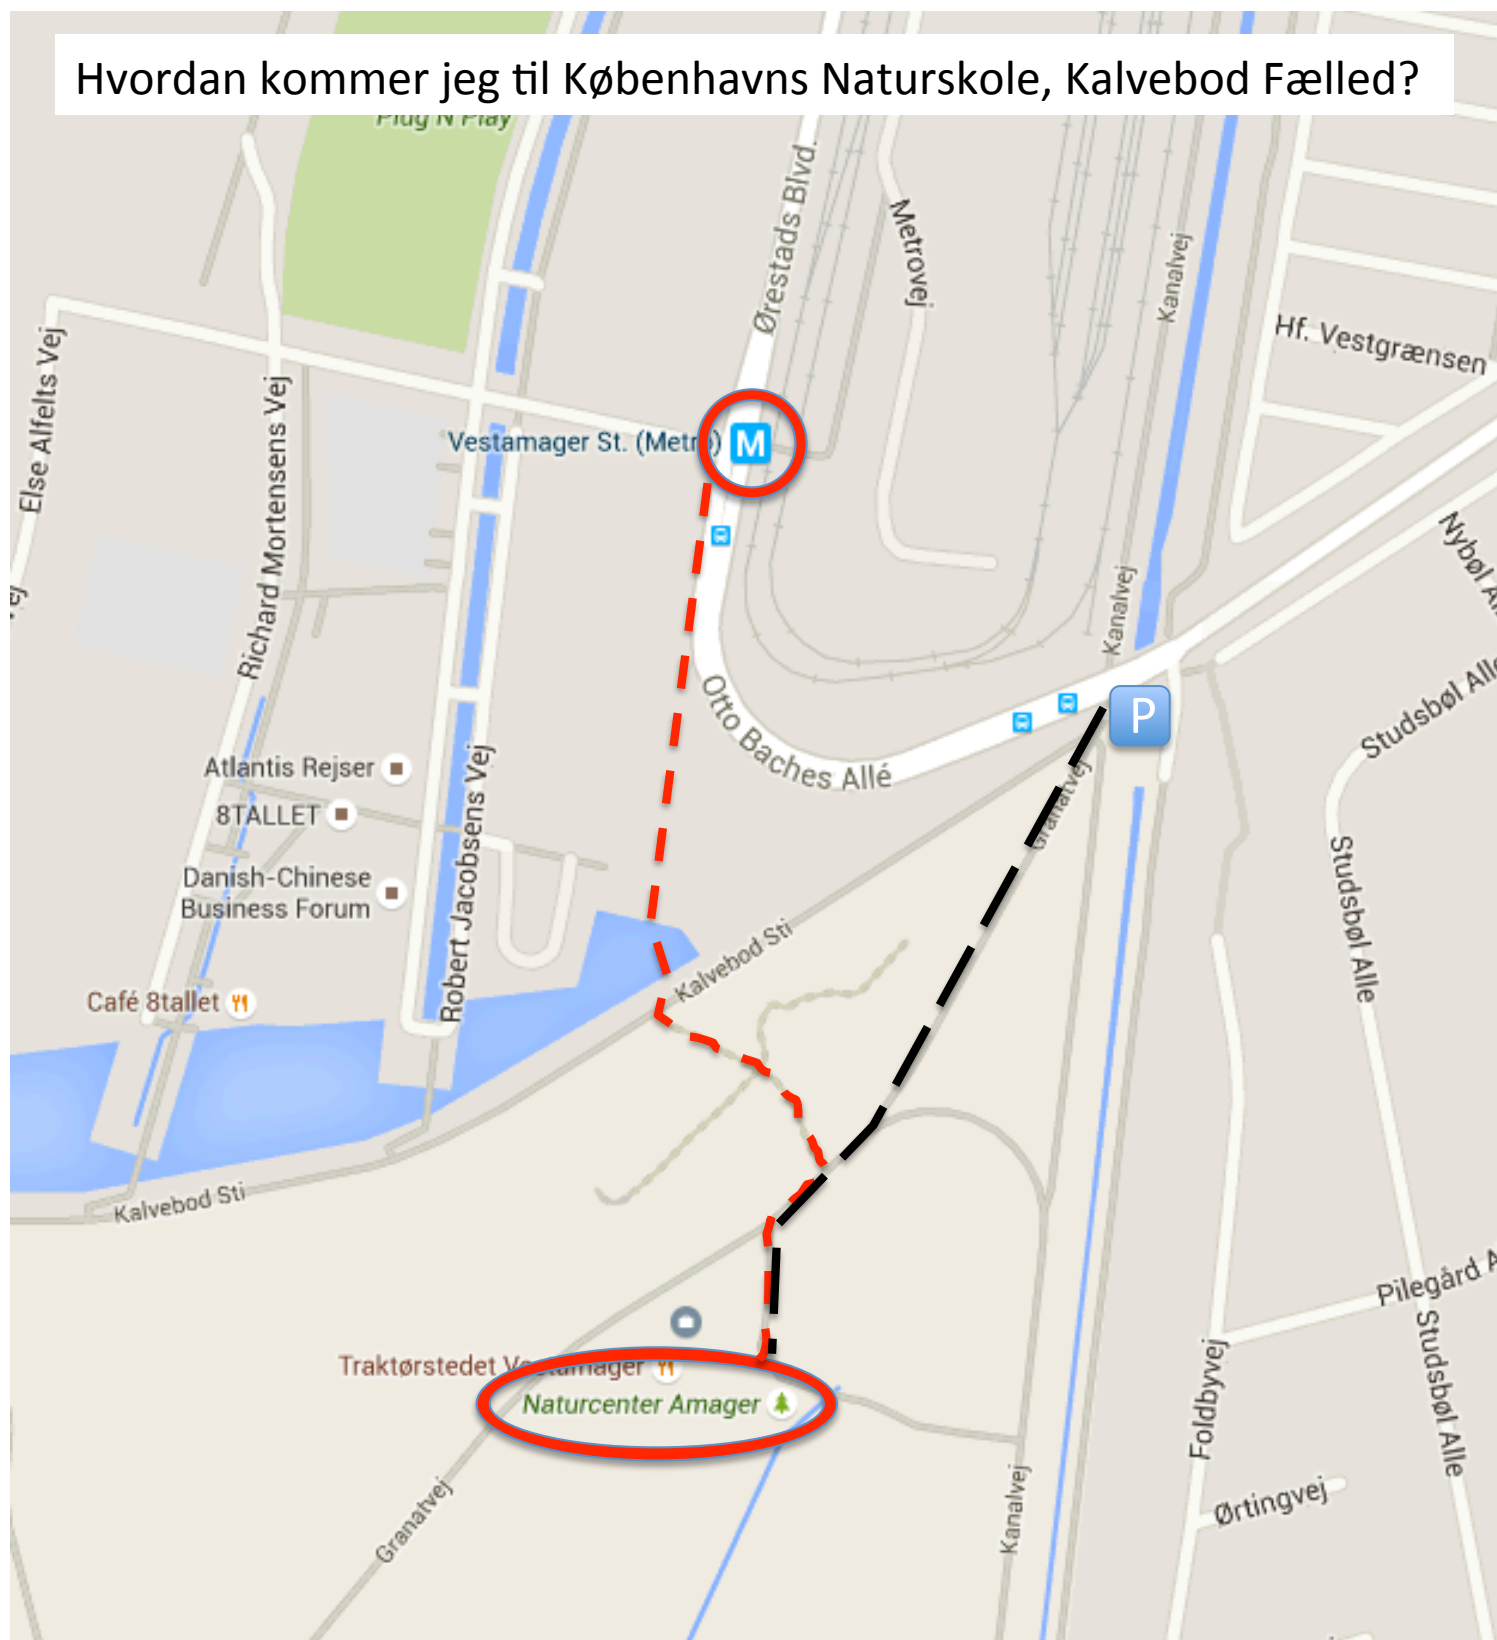 Hvordan kommer jeg til Københavns Naturskole, Kalvebod Fælled?
Plug N Play
Ørestads Blvd.
Metrovej
Kanalvej
Hf. Vestgrænsen
Else Alfelts Vej
Richard Mortensens Vej
Vestamager St. (Metro)
M
Nybøl
Kanalvej
Studsbøl Alle
Otto Baches Allé
P
Granatvej
Atlantis Rejser
8TALLET
Danish-Chinese
Business Forum
Robert Jacobsens Vej
Studsbøl Alle
Kalvebod Sti
Café 8tallet
Kalvebod Sti
Pilegård A
Studsbøl Alle
Foldbyvej
Traktørstedet Vestamager
Naturcenter Amager
Granatvej
Kanalvej
Ørtingvej